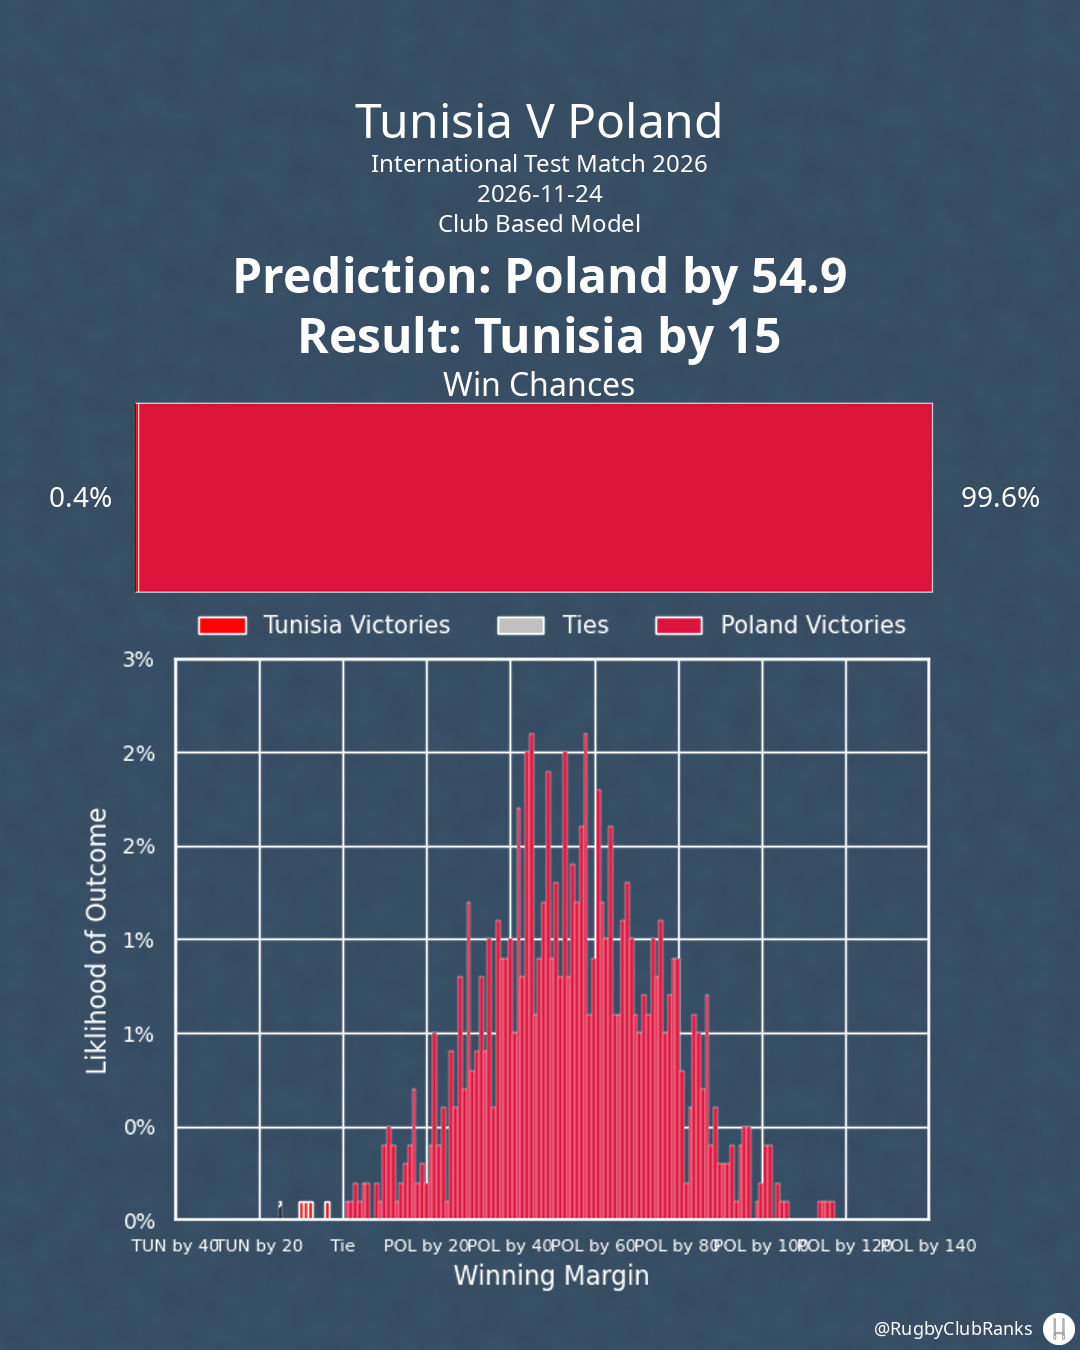 Tunisia V Poland
International Test Match 2026
2026-11-24
Club Based Model
Prediction: Poland by 54.9
Result: Tunisia by 15
Win Chances
0.4%
99.6%
Tunisia Victories Ties Poland Victories
3%
2%
2%
1%
1%
0%
0%
Liklihood of Outcome
TUN by 40 TUN by 20 Tie POL by 20 POL by 40 POL by 60 POL by 80 POL by 100 POL by 120 POL by 140
Winning Margin
@RugbyClubRanks